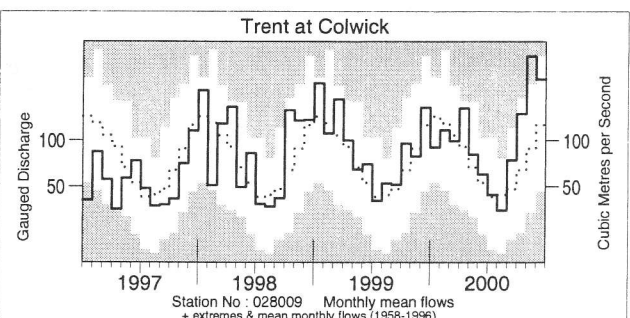 Trent at Colwick
Gauged Discharge
100
50
100
50
Cubic Metres per Second
1997 1998 1999 2000
Station No : 028009 Monthly mean flows
+ extremes & mean monthly flows (1958-1996)